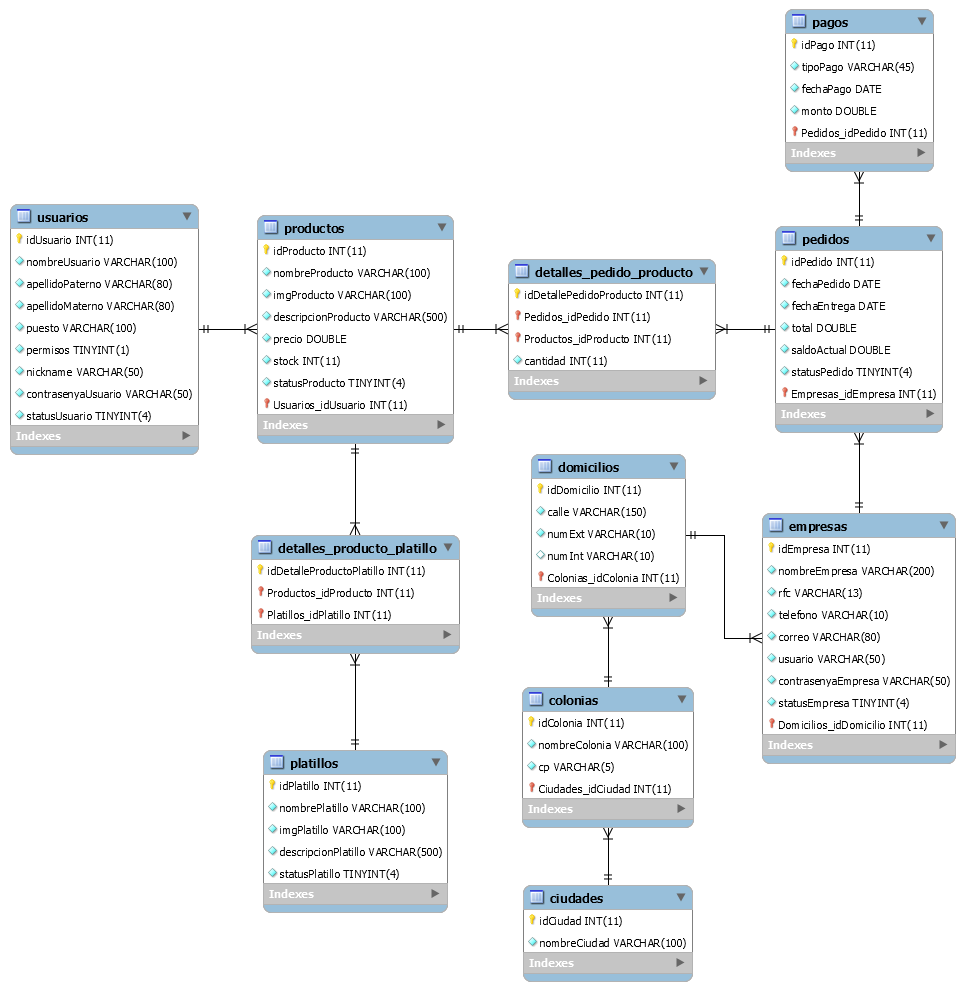 pagos
idPago INT(11)
tipoPago VARCHAR(45)
fechaPago DATE
monto DOUBLE
Pedidos_idPedido INT(11)
Indexes
usuarios
idUsuario INT(11)
nombreUsuario VARCHAR(100)
apellidoPaterno VARCHAR(80)
apellidoMaterno VARCHAR(80)
puesto VARCHAR(100)
permisos TINYINT(1)
nickname VARCHAR(50)
contrasenyaUsuario VARCHAR(50)
statusUsuario TINYINT(4)
Indexes
productos
idProducto INT(11)
nombreProducto VARCHAR(100)
imgProducto VARCHAR(100)
descripcionProducto VARCHAR(500)
precio DOUBLE
stock INT(11)
statusProducto TINYINT(4)
Usuarios_idUsuario INT(11)
Indexes
detalles_pedido_producto
idDetallePedidoProducto INT(11)
Pedidos_idPedido INT(11)
Productos_idProducto INT(11)
cantidad INT(11)
Indexes
pedidos
idPedido INT(11)
fechaPedido DATE
fechaEntrega DATE
total DOUBLE
saldoActual DOUBLE
statusPedido TINYINT(4)
Empresas_idEmpresa INT(11)
Indexes
domicilios
idDomicilio INT(11)
calle VARCHAR(150)
numExt VARCHAR(10)
numInt VARCHAR(10)
Colonias_idColonia INT(11)
Indexes
empresas
idEmpresa INT(11)
nombreEmpresa VARCHAR(200)
rfc VARCHAR(13)
telefono VARCHAR(10)
correo VARCHAR(80)
usuario VARCHAR(50)
contrasenyaEmpresa VARCHAR(50)
statusEmpresa TINYINT(4)
Domicilios_idDomicilio INT(11)
Indexes
detalles_producto_platillo
idDetalleProductoPlatillo INT(11)
Productos_idProducto INT(11)
Platillos_idPlatillo INT(11)
Indexes
colonias
idColonia INT(11)
nombreColonia VARCHAR(100)
cp VARCHAR(5)
Ciudades_idCiudad INT(11)
Indexes
platillos
idPlatillo INT(11)
nombrePlatillo VARCHAR(100)
imgPlatillo VARCHAR(100)
descripcionPlatillo VARCHAR(500)
statusPlatillo TINYINT(4)
Indexes
ciudades
idCiudad INT(11)
nombreCiudad VARCHAR(100)
Indexes